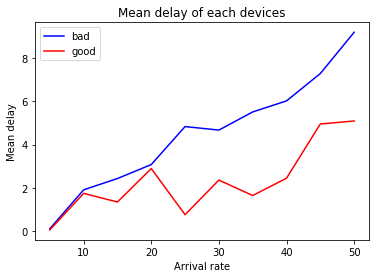 Mean delay of each devices
bad
good
Mean delay
8
6
4
2
0
10 20 30 40 50
Arrival rate